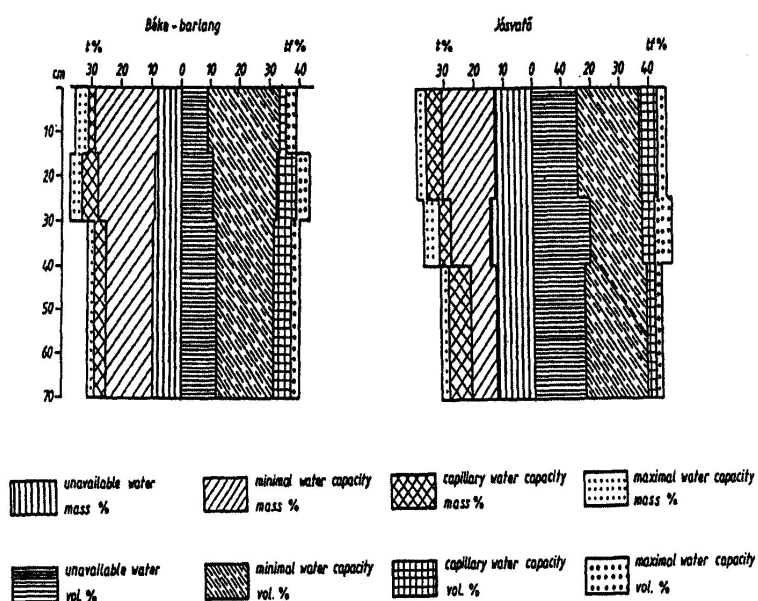 Béke - barlang
Jósvafő
t% tf%
t% tf%
cm 30 20 10 0 10 20 30 40
30 20 10 0 10 20 30 40
10
20
30
40
50
60
70
unavailable water
mass %
minimal water capacity
mass %
capillary water capacity
mass %
maximal water capacity
mass %
unavailable water
vol. %
minimal water capacity
vol. %
capillary water capacity
vol. %
maximal water capacity
vol. %